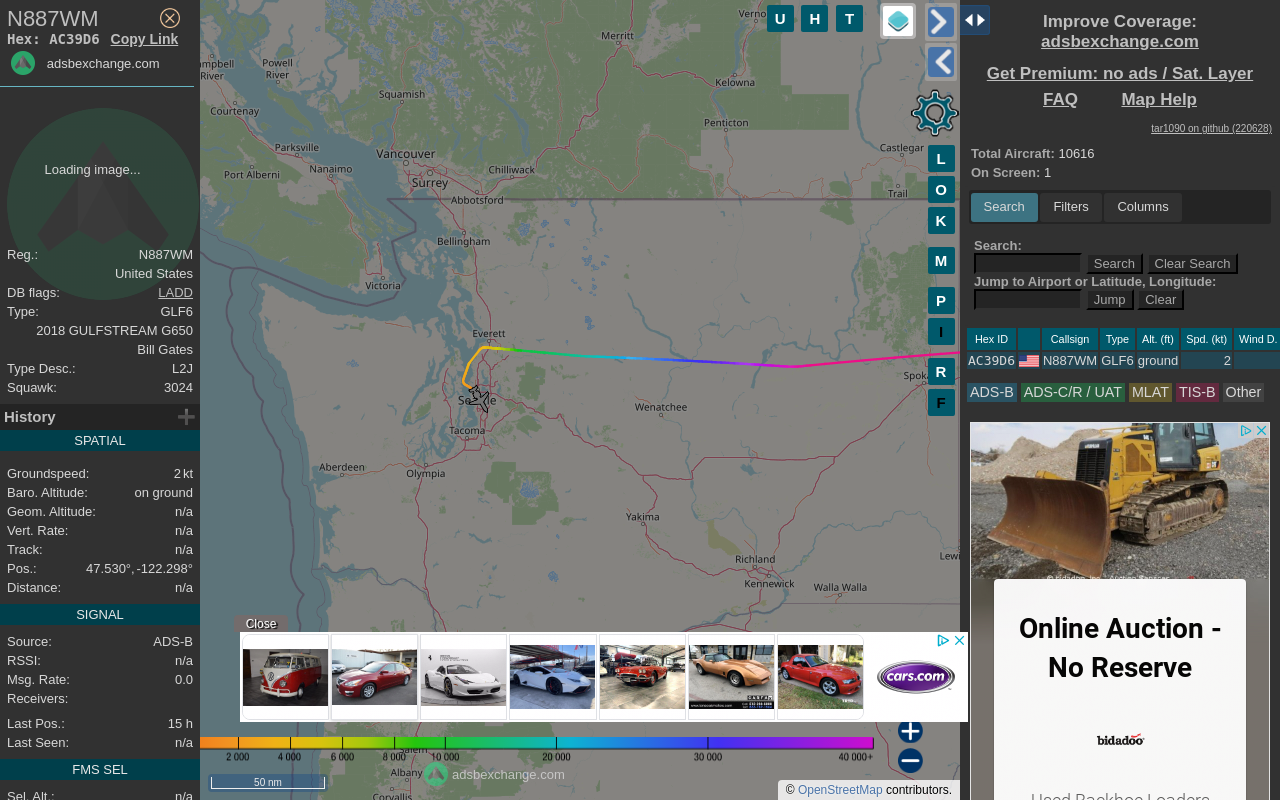 N887WM
Hex: AC39D6 Copy Link
adsbexchange.com
Loading image...
Reg.: N887WM
United States
DB flags: LADD
Type: GLF6
2018 GULFSTREAM G650
Bill Gates
Type Desc.: L2J
Squawk: 3024
History
SPATIAL
Groundspeed: 2 kt
Baro. Altitude: on ground
Geom. Altitude: n/a
Vert. Rate: n/a
Track: n/a
Pos.: 47.530°, -122.298°
Distance: n/a
SIGNAL
Source: ADS-B
RSSI: n/a
Msg. Rate: 0.0
Receivers:
Last Pos.: 15 h
Last Seen: n/a
FMS SEL
Sel. Alt.: n/a
U H T
L
O
K
M
P
I
R
F
Merritt
Powell
River
River
Squamish
Kelowna
Courtenay
Penticton
Parksville
Vancouver
Castlegar
Nanaimo
Chilliwack
Port Alberni
Surrey
Abbotsford
Trail
Bellingham
Victoria
Everett
Wenatchee
Tacoma
Aberdeen
Olympia
Yakima
Richland
Kennewick
Walla Walla
Albany
Corvallis
Close
cars.com
2 000 4 000 6 000 8 000 10 000 20 000 30 000 40 000+
adsbexchange.com
50 nm
© OpenStreetMap contributors.
Improve Coverage:
adsbexchange.com
Get Premium: no ads / Sat. Layer
FAQ Map Help
tar1090 on github (220628)
Total Aircraft: 10616
On Screen: 1
Search Filters Columns
Search:
Search Clear Search
Jump to Airport or Latitude, Longitude:
Jump Clear
Hex ID Callsign Type Alt. (ft) Spd. (kt) Wind D.
AC39D6 N887WM GLF6 ground 2
ADS-B ADS-C/R / UAT MLAT TIS-B Other
Online Auction -
No Reserve
bidadoo
Used Backhoe Loaders